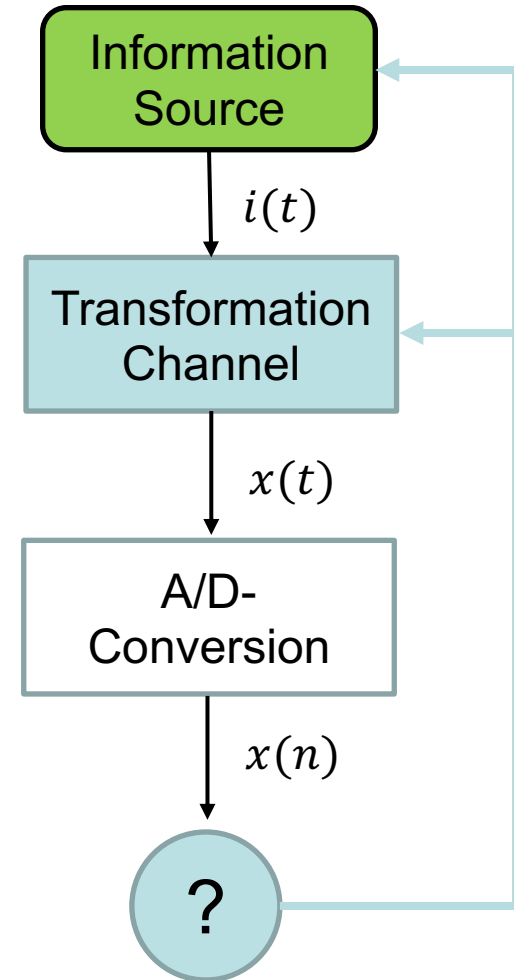 Information
Source
i(t)
Transformation
Channel
x(t)
A/D-
Conversion
x(n)
?